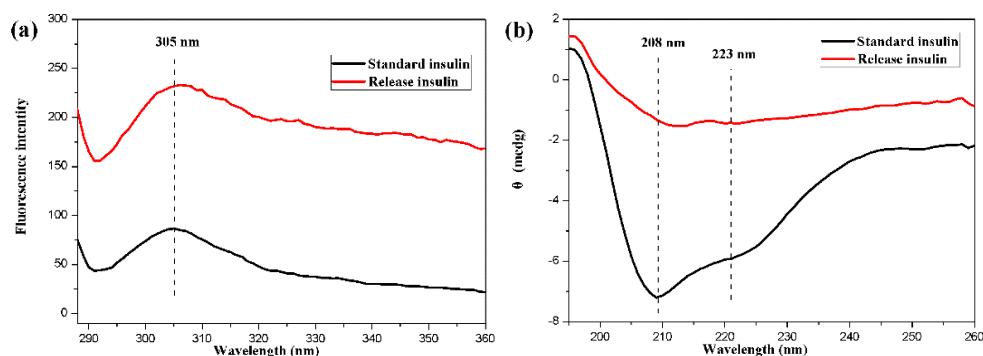 (a)
305 nm
Standard insulin
Release insulin
Fluorescence intentity
300
250
200
150
100
50
0
290 300 310 320 330 340 350 360
Wavelength (nm)
(b)
208 nm
223 nm
Standard insulin
Release insulin
θ (mcdg)
2
0
-2
-4
-6
-8
200 210 220 230 240 250 260
Wavelength (nm)